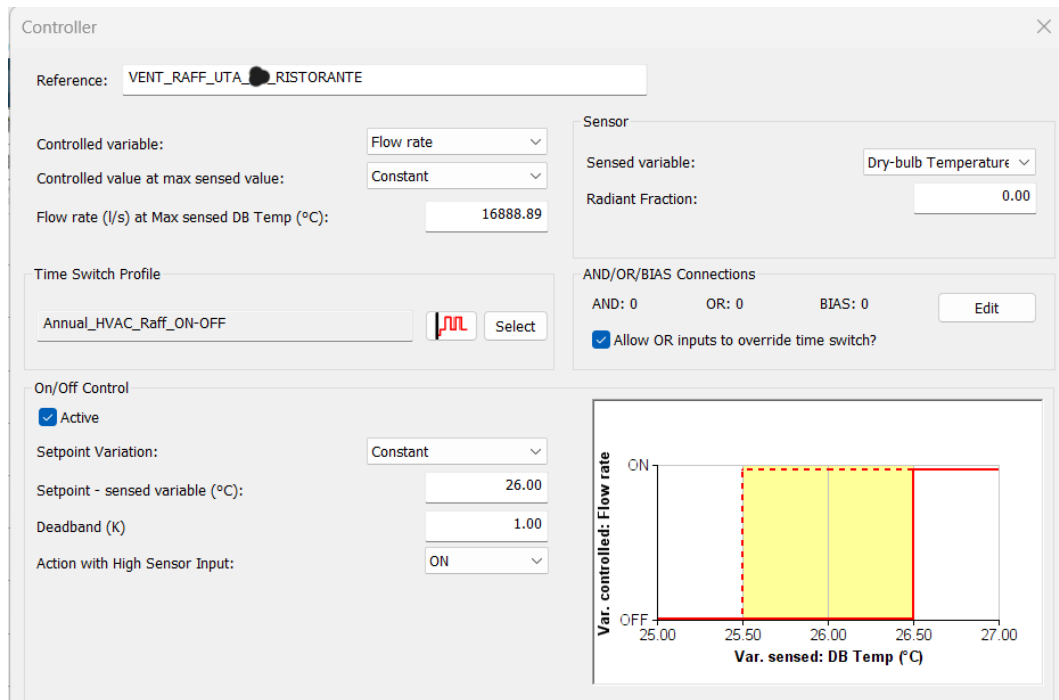 Controller
Reference: VENT_RAFF_UTA_ _RISTORANTE
Controlled variable: Flow rate
Controlled value at max sensed value: Constant
Flow rate (l/s) at Max sensed DB Temp (°C): 16888.89
Sensor
Sensed variable: Dry-bulb Temperature
Radiant Fraction: 0.00
Time Switch Profile
Annual_HVAC_Raff_ON-OFF Select
AND/OR/BIAS Connections
AND: 0 OR: 0 BIAS: 0 Edit
Allow OR inputs to override time switch?
On/Off Control
Active
Setpoint Variation: Constant
Setpoint - sensed variable (°C): 26.00
Deadband (K) 1.00
Action with High Sensor Input: ON
Var. controlled: Flow rate
ON
OFF
25.00 25.50 26.00 26.50 27.00
Var. sensed: DB Temp (°C)